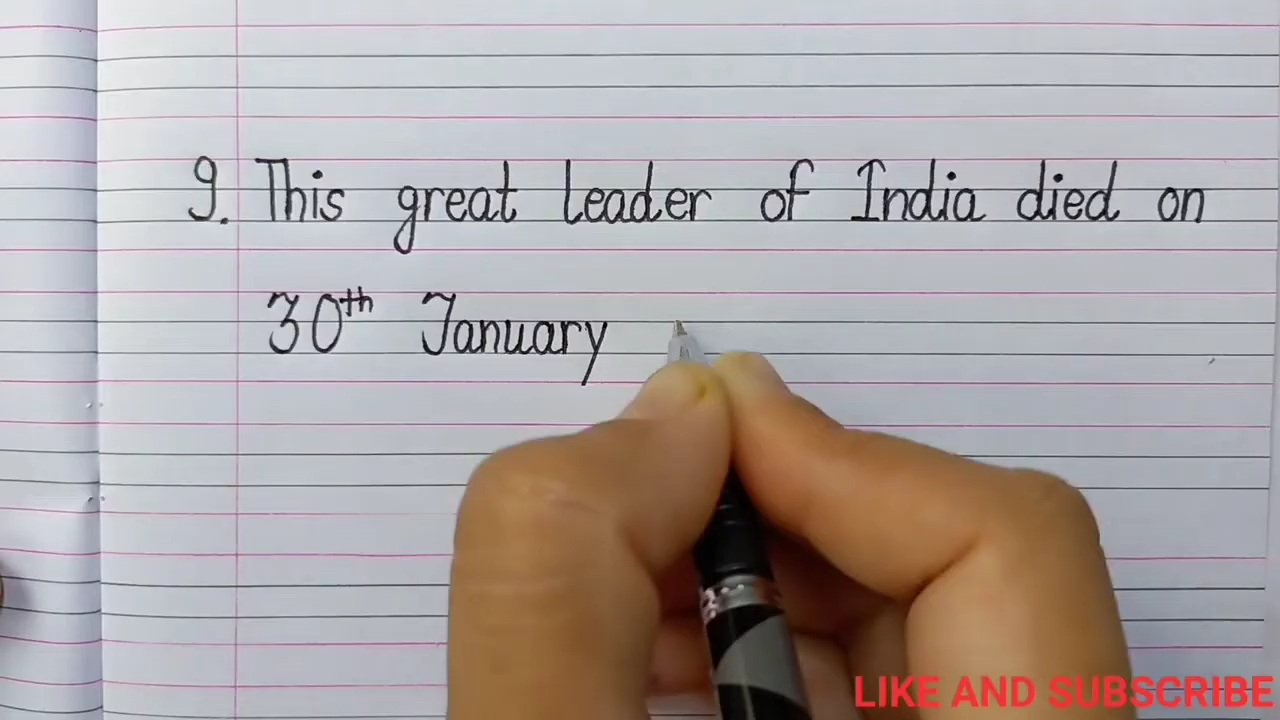 9. This great leader of India died on
30th January
LIKE AND SUBSCRIBE